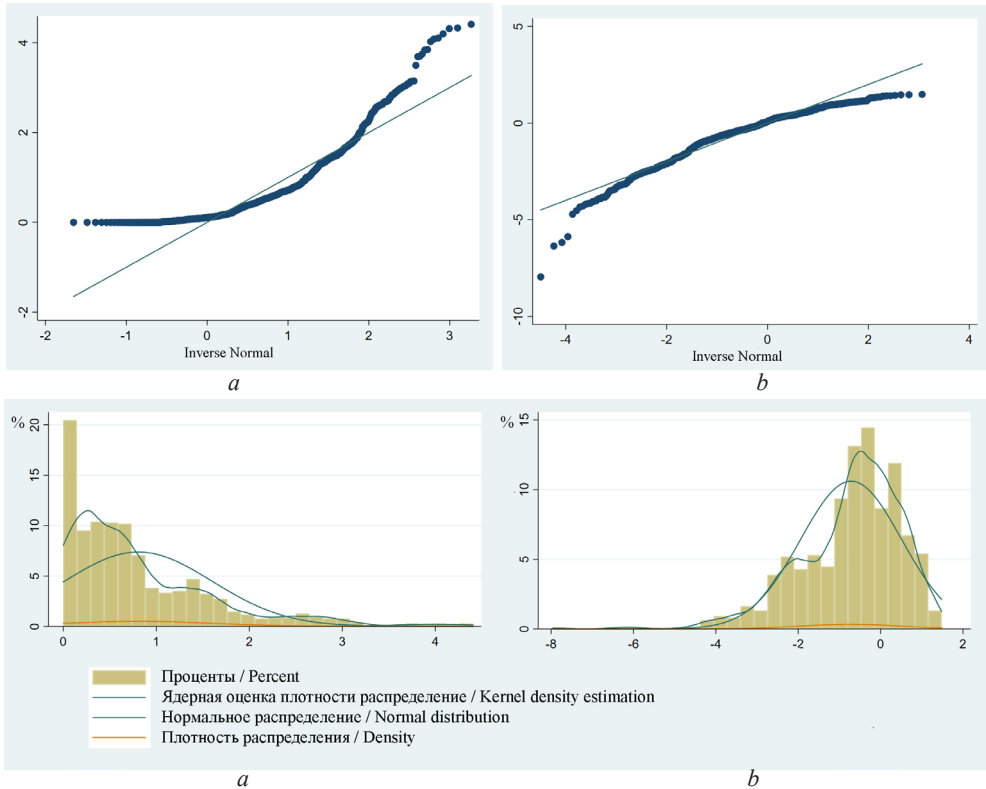 4
2
0
-2
-2 -1 0 1 2 3
Inverse Normal
a
5
0
-5
-10
-4 -2 0 2 4
Inverse Normal
b
%
20
15
10
5
0
0 1 2 3 4
%
15
10
5
0
-8 -6 -4 -2 0 2
Проценты / Percent
Ядерная оценка плотности распределение / Kernel density estimation
Нормальное распределение / Normal distribution
Плотность распределения / Density
a
b